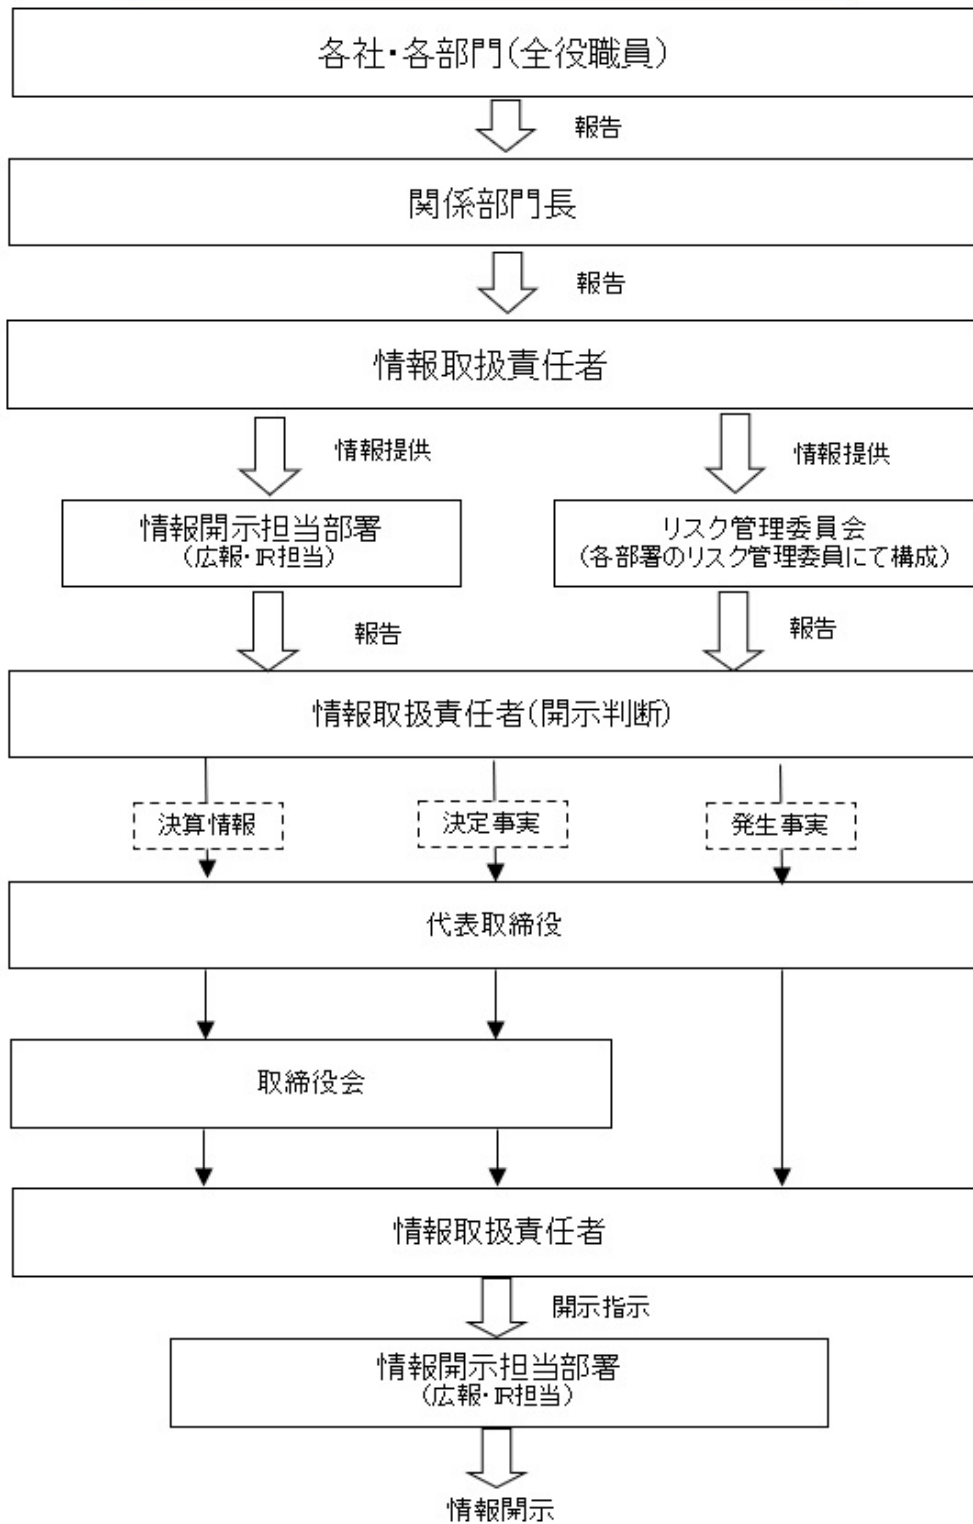 各社・各部門(全役職員)
報告
関係部門長
報告
情報取扱責任者
情報提供
情報提供
情報開示担当部署
(広報・IR担当)
リスク管理委員会
(各部署のリスク管理委員にて構成)
報告
報告
情報取扱責任者(開示判断)
決算情報
決定事実
発生事実
代表取締役
取締役会
情報取扱責任者
開示指示
情報開示担当部署
(広報・IR担当)
情報開示